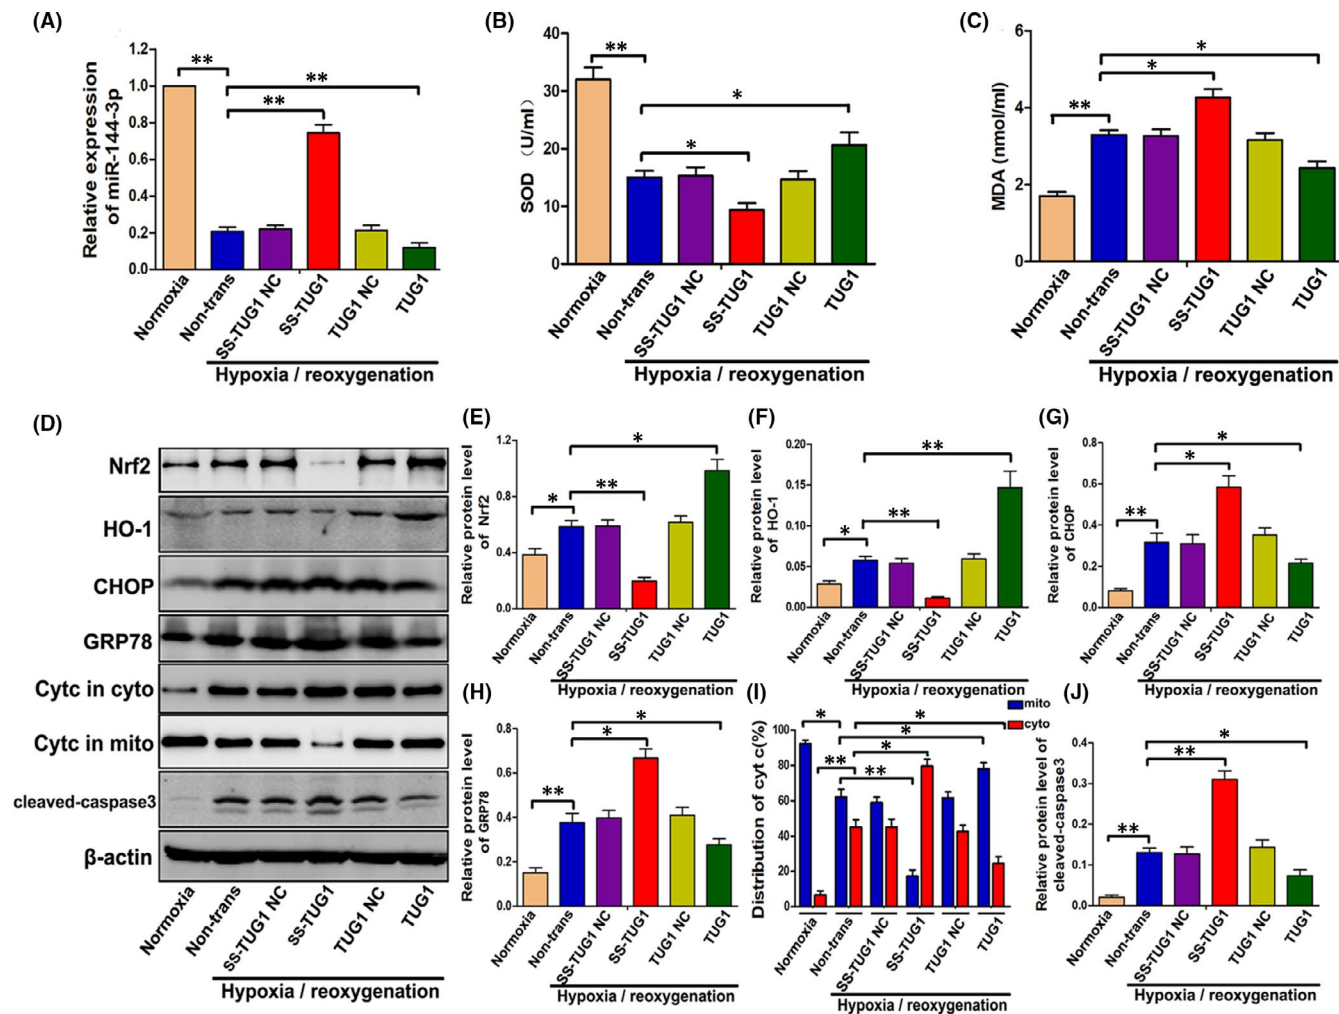 (A)
Relative expression
of miR-144-3p
1.2
1.0
0.8
0.6
0.4
0.2
0.0
**
**
**
Normoxia
Non-trans
SS-TUG1 NC
SS-TUG1
TUG1 NC
TUG1
Hypoxia / reoxygenation
(B)
SOD （U/ml）
40
30
20
10
0
**
*
*
Normoxia
Non-trans
SS-TUG1 NC
SS-TUG1
TUG1 NC
TUG1
Hypoxia / reoxygenation
(C)
MDA (nmol/ml)
6
4
2
0
**
*
*
Normoxia
Non-trans
SS-TUG1 NC
SS-TUG1
TUG1 NC
TUG1
Hypoxia / reoxygenation
(D)
Nrf2
HO-1
CHOP
GRP78
Cytc in cyto
Cytc in mito
cleaved-caspase3
β-actin
Normoxia
Non-trans
SS-TUG1 NC
SS-TUG1
TUG1 NC
TUG1
Hypoxia / reoxygenation
(E)
Relative protein level
of Nrf2
1.2
0.8
0.4
0.0
*
**
*
Normoxia
Non-trans
SS-TUG1 NC
SS-TUG1
TUG1 NC
TUG1
Hypoxia / reoxygenation
(F)
Relative protein level
of HO-1
0.20
0.15
0.10
0.05
0.00
*
**
**
Normoxia
Non-trans
SS-TUG1 NC
SS-TUG1
TUG1 NC
TUG1
Hypoxia / reoxygenation
(G)
Relative protein level
of CHOP
0.8
0.6
0.4
0.2
0.0
**
*
*
Normoxia
Non-trans
SS-TUG1 NC
SS-TUG1
TUG1 NC
TUG1
Hypoxia / reoxygenation
(H)
Relative protein level
of GRP78
0.8
0.6
0.4
0.2
0.0
**
*
*
Normoxia
Non-trans
SS-TUG1 NC
SS-TUG1
TUG1 NC
TUG1
Hypoxia / reoxygenation
(I)
mito
cyto
Distribution of cyt c(%)
100
80
60
40
20
0
*
**
*
*
*
**
Normoxia
Non-trans
SS-TUG1 NC
SS-TUG1
TUG1 NC
TUG1
Hypoxia / reoxygenation
(J)
Relative protein level of
cleaved-caspase3
0.4
0.3
0.2
0.1
0.0
**
**
*
Normoxia
Non-trans
SS-TUG1 NC
SS-TUG1
TUG1 NC
TUG1
Hypoxia / reoxygenation